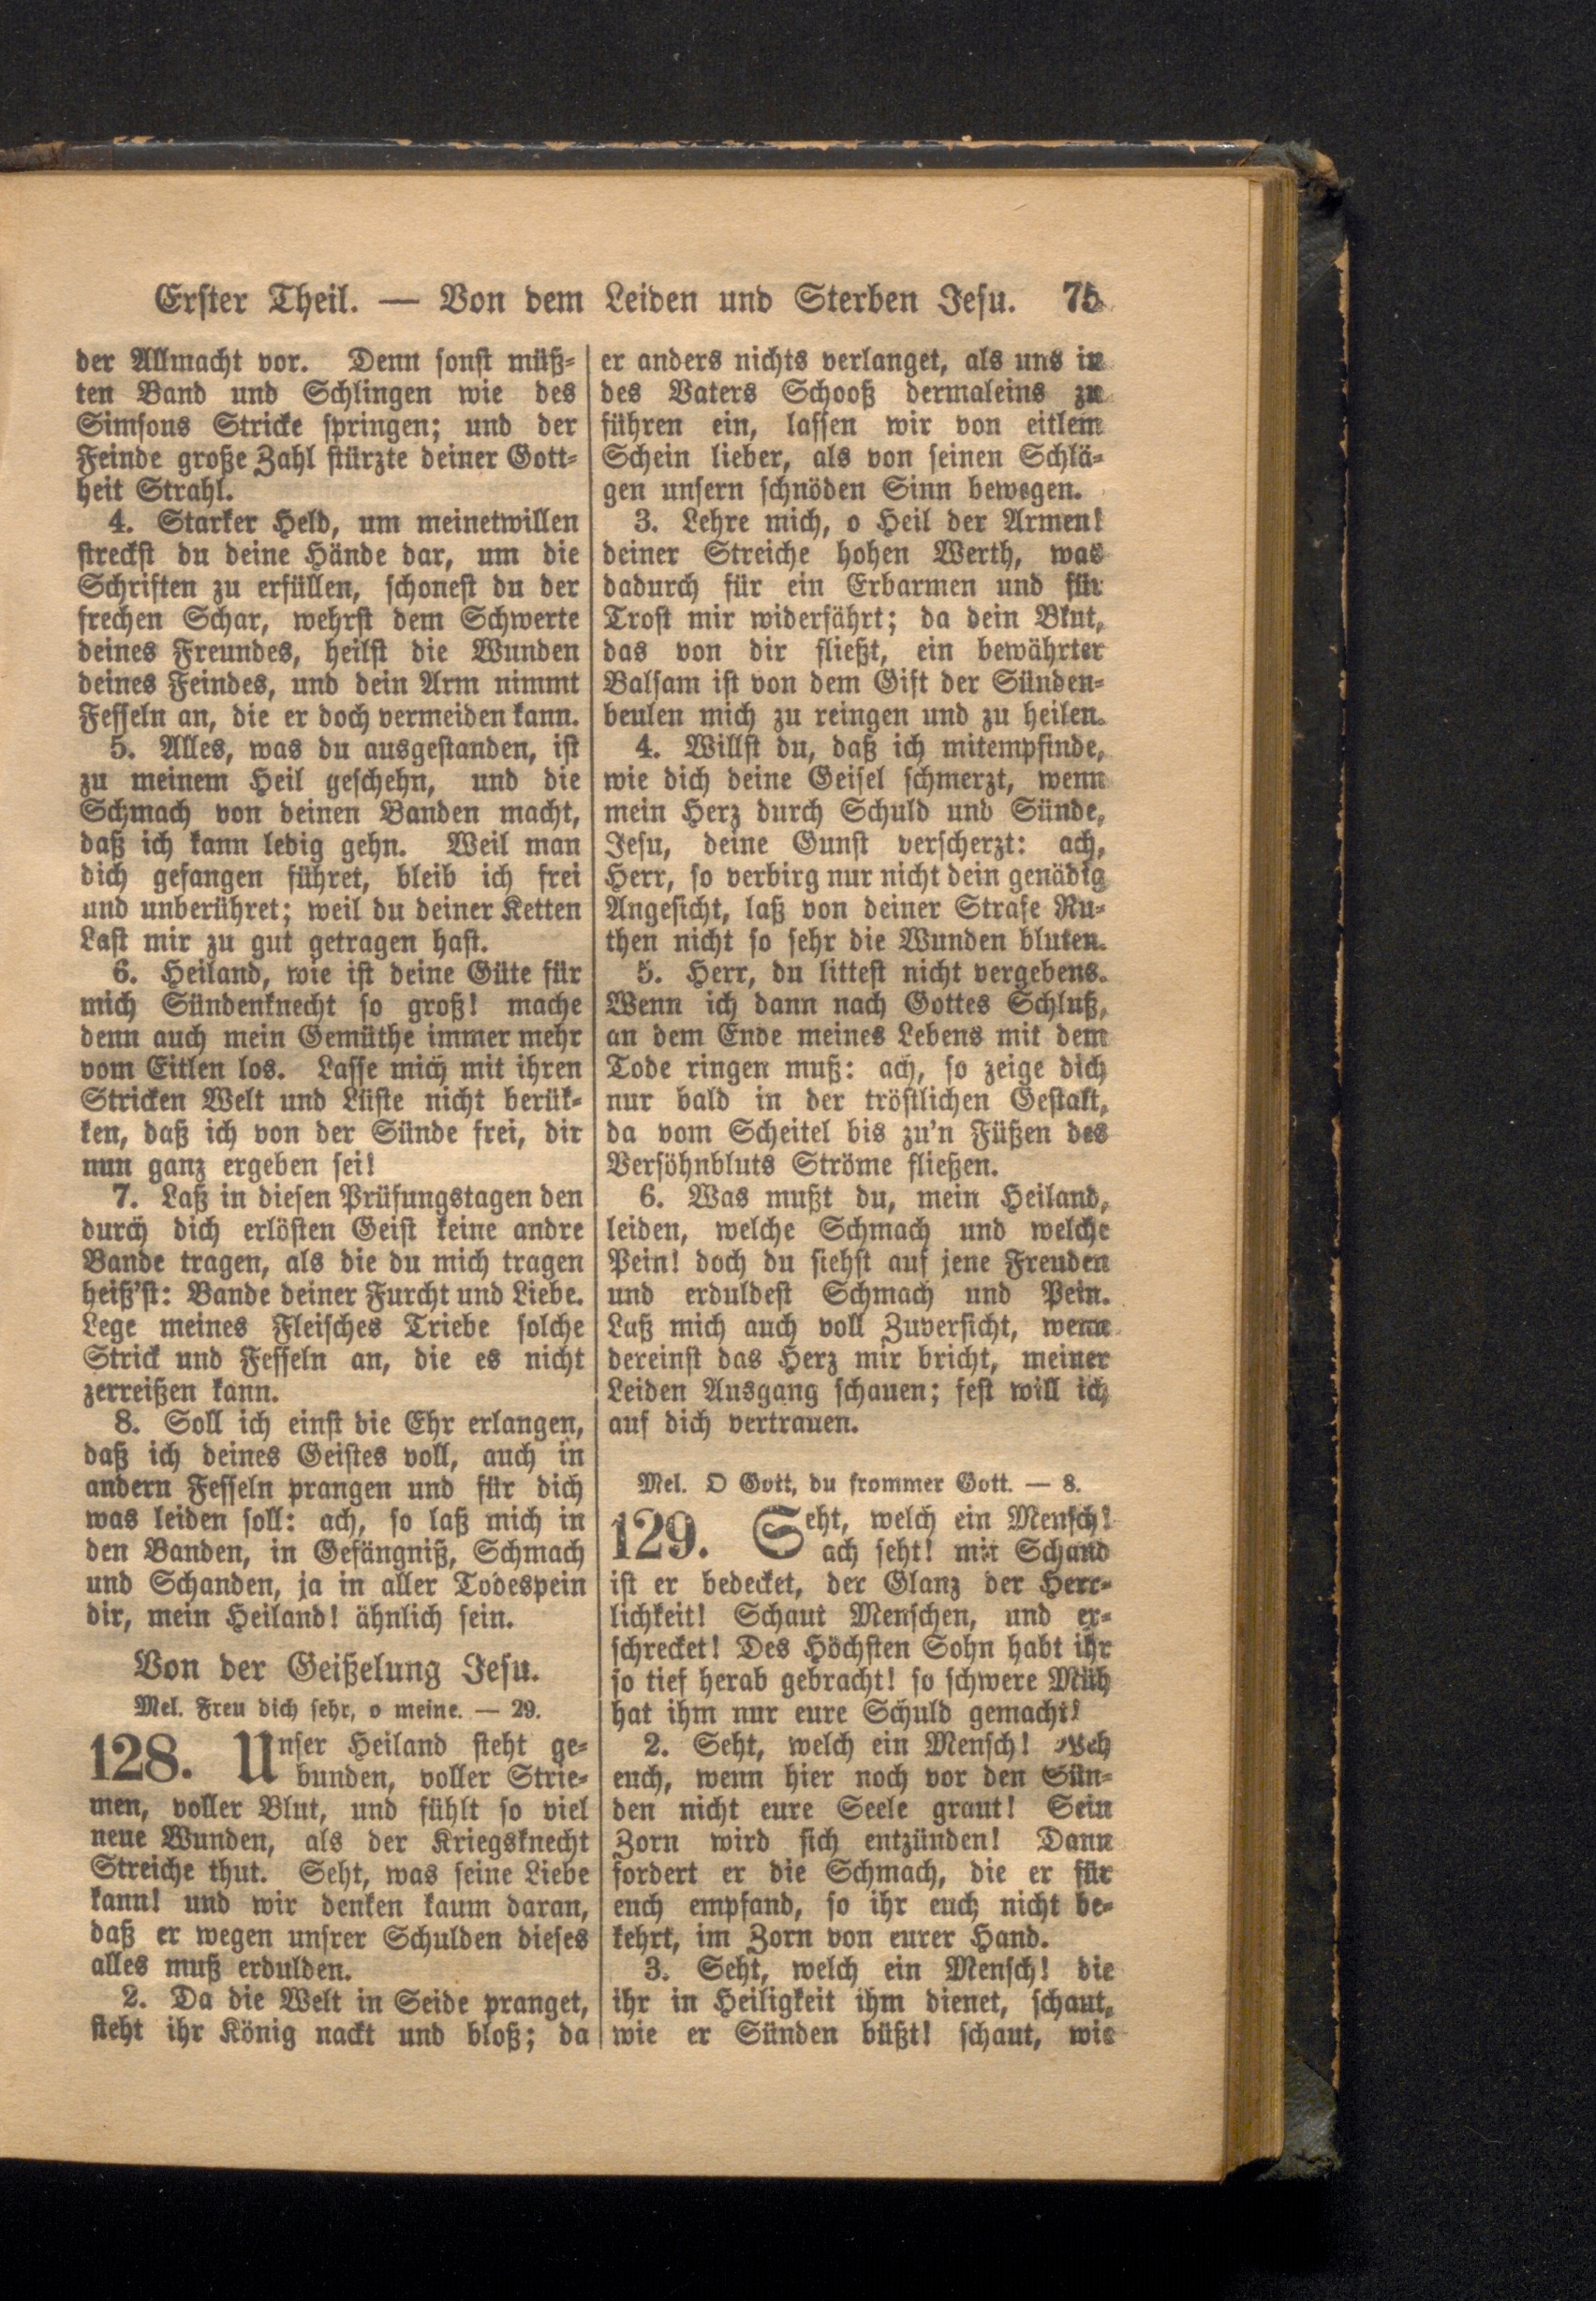 Erster Theil. — Von dem Leiden und Sterben Jesu. 75
der Allmacht vor. Denn sonst müß-
ten Band und Schlingen wie des
Simsons Stricke springen; und der
Feinde große Zahl stürzte deiner Gott-
heit Strahl.
4. Starker Held, um meinetwillen
streckst du deine Hände dar, um die
Schriften zu erfüllen, schonest du der
frechen Schar, wehrst dem Schwerte
deines Freundes, heilst die Wunden
deines Feindes, und dein Arm nimmt
Fesseln an, die er doch vermeiden kann.
5. Alles, was du ausgestanden, ist
zu meinem Heil geschehn, und die
Schmach von deinen Banden macht,
daß ich kann ledig gehn. Weil man
dich gefangen führet, bleib ich frei
und unberühret; weil du deiner Ketten
Last mir zu gut getragen hast.
6. Heiland, wie ist deine Güte für
mich Sündenknecht so groß! mache
denn auch mein Gemüthe immer mehr
vom Eitlen los. Lasse mich mit ihren
Stricken Welt und Lüste nicht berük-
ken, daß ich von der Sünde frei, dir
nun ganz ergeben sei!
7. Laß in diesen Prüfungstagen den
durch dich erlösten Geist keine andre
Bande tragen, als die du mich tragen
heiß'st: Bande deiner Furcht und Liebe.
Lege meines Fleisches Triebe solche
Strick und Fesseln an, die es nicht
zerreißen kann.
8. Soll ich einst die Ehr erlangen,
daß ich deines Geistes voll, auch in
andern Fesseln prangen und für dich
was leiden soll: ach, so laß mich in
den Banden, in Gefängniß, Schmach
und Schanden, ja in aller Todespein
dir, mein Heiland! ähnlich sein.
Von der Geißelung Jesu.
Mel. Freu dich sehr, o meine. — 29.
128. Unser Heiland steht ge-
bunden, voller Strie-
men, voller Blut, und fühlt so viel
neue Wunden, als der Kriegsknecht
Streiche thut. Seht, was seine Liebe
kann! und wir denken kaum daran,
daß er wegen unsrer Schulden dieses
alles muß erdulden.
2. Da die Welt in Seide pranget,
steht ihr König nackt und bloß; da
er anders nichts verlanget, als uns in
des Vaters Schooß dermaleins zu
führen ein, lassen wir von eitlem
Schein lieber, als von seinen Schlä-
gen unsern schnöden Sinn bewegen.
3. Lehre mich, o Heil der Armen!
deiner Streiche hohen Werth, was
dadurch für ein Erbarmen und für
Trost mir widerfährt; da dein Blut,
das von dir fließt, ein bewährter
Balsam ist von dem Gift der Sünden-
beulen mich zu reingen und zu heilen.
4. Willst du, daß ich mitempfinde,
wie dich deine Geisel schmerzt, wenn
mein Herz durch Schuld und Sünde,
Jesu, deine Gunst verscherzt: ach,
Herr, so verbirg nur nicht dein genädig
Angesicht, laß von deiner Strafe Ru-
then nicht so sehr die Wunden bluten.
5. Herr, du littest nicht vergebens.
Wenn ich dann nach Gottes Schluß,
an dem Ende meines Lebens mit dem
Tode ringen muß: ach, so zeige dich
nur bald in der tröstlichen Gestalt,
da vom Scheitel bis zu'n Füßen des
Versöhnbluts Ströme fließen.
6. Was mußt du, mein Heiland,
leiden, welche Schmach und welche
Pein! doch du siehst auf jene Freuden
und erduldest Schmach und Pein.
Laß mich auch voll Zuversicht, wenn
dereinst das Herz mir bricht, meiner
Leiden Ausgang schauen; fest will ich
auf dich vertrauen.
Mel. O Gott, du frommer Gott. — 8.
129. Seht, welch ein Mensch!
ach seht! mit Schand
ist er bedecket, der Glanz der Herr-
lichkeit! Schaut Menschen, und er-
schrecket! Des Höchsten Sohn habt ihr
so tief herab gebracht! so schwere Müh
hat ihm nur eure Schuld gemacht!
2. Seht, welch ein Mensch! Weh
euch, wenn hier noch vor den Sün-
den nicht eure Seele graut! Sein
Zorn wird sich entzünden! Dann
fordert er die Schmach, die er für
euch empfand, so ihr euch nicht be-
kehrt, im Zorn von eurer Hand.
3. Seht, welch ein Mensch! die
ihr in Heiligkeit ihm dienet, schaut,
wie er Sünden büßt! schaut, wie